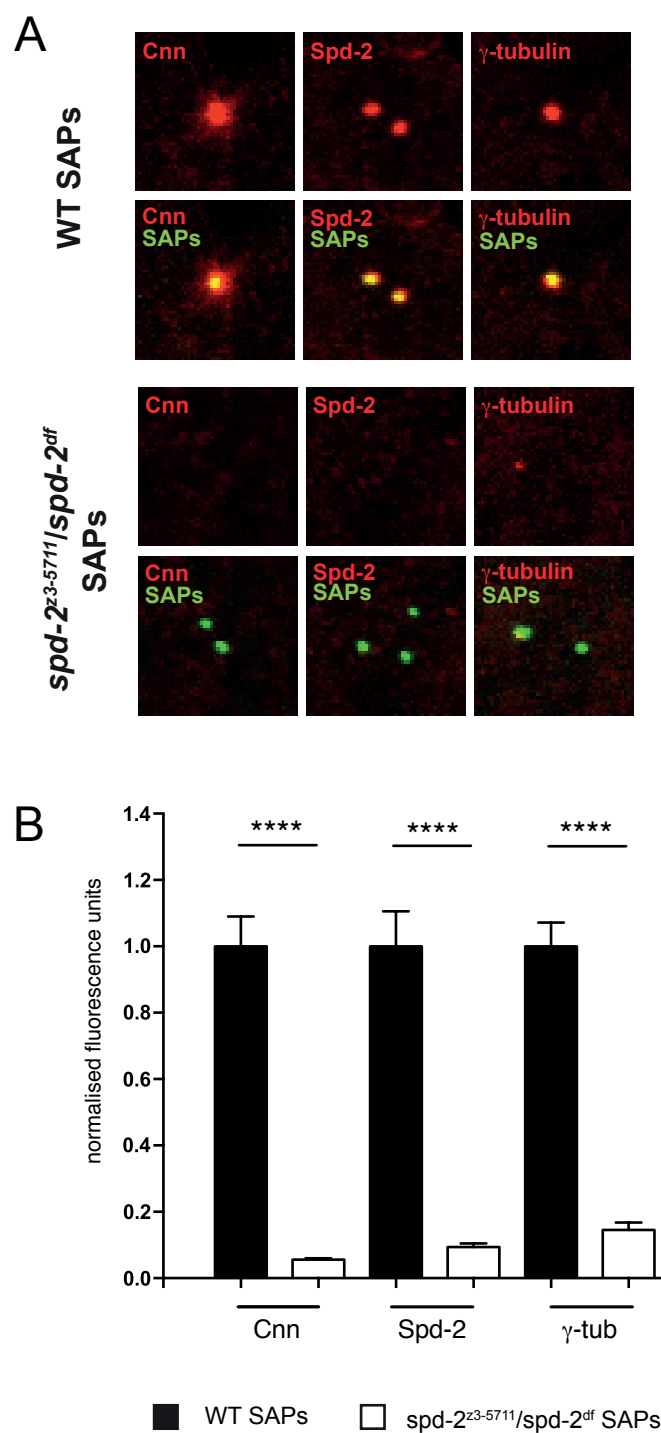 A
WT SAPs
Cnn
Spd-2
γ-tubulin
Cnn
SAPs
Spd-2
SAPs
γ-tubulin
SAPs
spd-2z3-5711/spd-2df
SAPs
Cnn
Spd-2
γ-tubulin
Cnn
SAPs
Spd-2
SAPs
γ-tubulin
SAPs
B
normalised fluorescence units
1.4
1.2
1.0
0.8
0.6
0.4
0.2
0.0
****
****
****
Cnn
Spd-2
γ-tub
WT SAPs
spd-2z3-5711/spd-2df SAPs